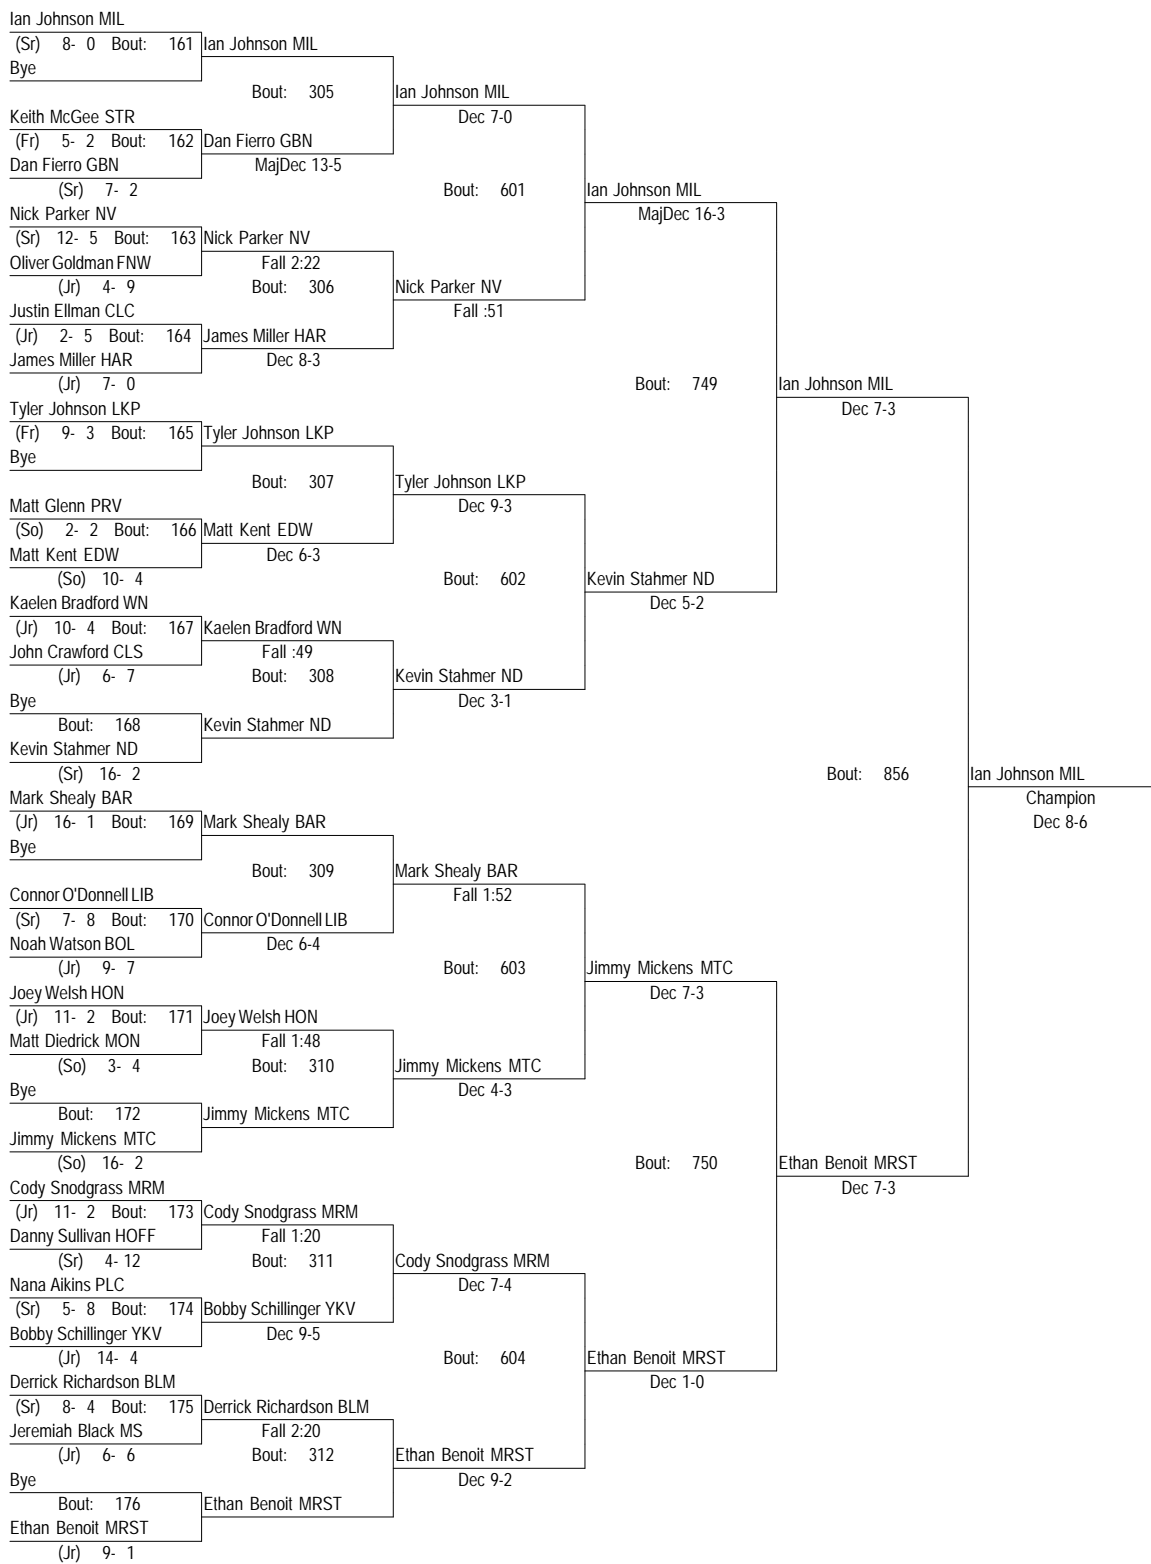 Ian Johnson MIL
(Sr) 8- 0 Bout: 161 Ian Johnson MIL
Bye
Bout: 305 Ian Johnson MIL
Keith McGee STR Dec 7-0
(Fr) 5- 2 Bout: 162 Dan Fierro GBN
Dan Fierro GBN MajDec 13-5
(Sr) 7- 2 Bout: 601 Ian Johnson MIL
Nick Parker NV MajDec 16-3
(Sr) 12- 5 Bout: 163 Nick Parker NV
Oliver Goldman FNW Fall 2:22
(Jr) 4- 9 Bout: 306 Nick Parker NV
Justin Ellman CLC Fall :51
(Jr) 2- 5 Bout: 164 James Miller HAR
James Miller HAR Dec 8-3
(Jr) 7- 0 Bout: 749 Ian Johnson MIL
Tyler Johnson LKP Dec 7-3
(Fr) 9- 3 Bout: 165 Tyler Johnson LKP
Bye
Bout: 307 Tyler Johnson LKP
Matt Glenn PRV Dec 9-3
(So) 2- 2 Bout: 166 Matt Kent EDW
Matt Kent EDW Dec 6-3
(So) 10- 4 Bout: 602 Kevin Stahmer ND
Kaelen Bradford WN Dec 5-2
(Jr) 10- 4 Bout: 167 Kaelen Bradford WN
John Crawford CLS Fall :49
(Jr) 6- 7 Bout: 308 Kevin Stahmer ND
Bye Dec 3-1
Bout: 168 Kevin Stahmer ND
Kevin Stahmer ND
(Sr) 16- 2 Bout: 856 Ian Johnson MIL
Mark Shealy BAR Champion
(Jr) 16- 1 Bout: 169 Mark Shealy BAR Dec 8-6
Bye
Bout: 309 Mark Shealy BAR
Connor O'Donnell LIB Fall 1:52
(Sr) 7- 8 Bout: 170 Connor O'Donnell LIB
Noah Watson BOL Dec 6-4
(Jr) 9- 7 Bout: 603 Jimmy Mickens MTC
Joey Welsh HON Dec 7-3
(Jr) 11- 2 Bout: 171 Joey Welsh HON
Matt Diedrick MON Fall 1:48
(So) 3- 4 Bout: 310 Jimmy Mickens MTC
Bye Dec 4-3
Bout: 172 Jimmy Mickens MTC
Jimmy Mickens MTC
(So) 16- 2 Bout: 750 Ethan Benoit MRST
Cody Snodgrass MRM Dec 7-3
(Jr) 11- 2 Bout: 173 Cody Snodgrass MRM
Danny Sullivan HOFF Fall 1:20
(Sr) 4- 12 Bout: 311 Cody Snodgrass MRM
Nana Aikins PLC Dec 7-4
(Sr) 5- 8 Bout: 174 Bobby Schillinger YKV
Bobby Schillinger YKV Dec 9-5
(Jr) 14- 4 Bout: 604 Ethan Benoit MRST
Derrick Richardson BLM Dec 1-0
(Sr) 8- 4 Bout: 175 Derrick Richardson BLM
Jeremiah Black MS Fall 2:20
(Jr) 6- 6 Bout: 312 Ethan Benoit MRST
Bye Dec 9-2
Bout: 176 Ethan Benoit MRST
Ethan Benoit MRST
(Jr) 9- 1